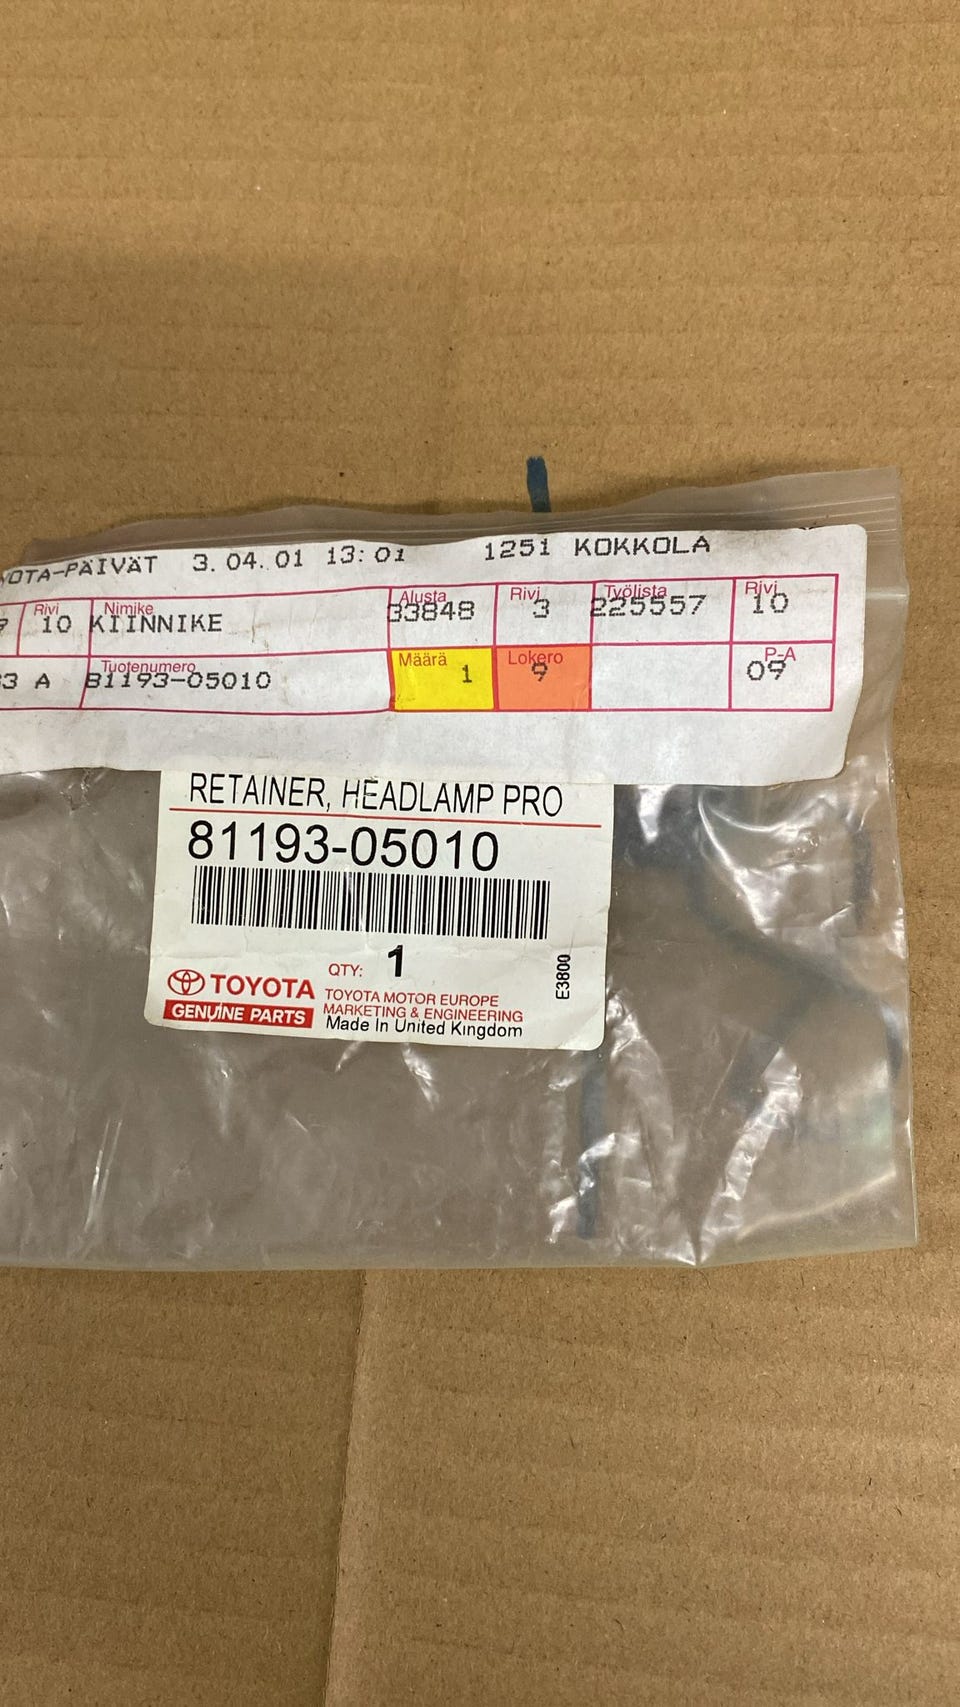 TOYOTA-PÄIVÄT 3.04.01 13:01 1251 KOKKOLA
Rivi Nimike Alusta Rivi Työlista Rivi
10 KIINNIKE 33848 3 225557 10
Tuotenumero Määrä Lokero P-A
A 81193-05010 1 9 09
RETAINER, HEADLAMP PRO
81193-05010
QTY: 1
E3800
TOYOTA
GENUINE PARTS
TOYOTA MOTOR EUROPE
MARKETING & ENGINEERING
Made In United Kingdom